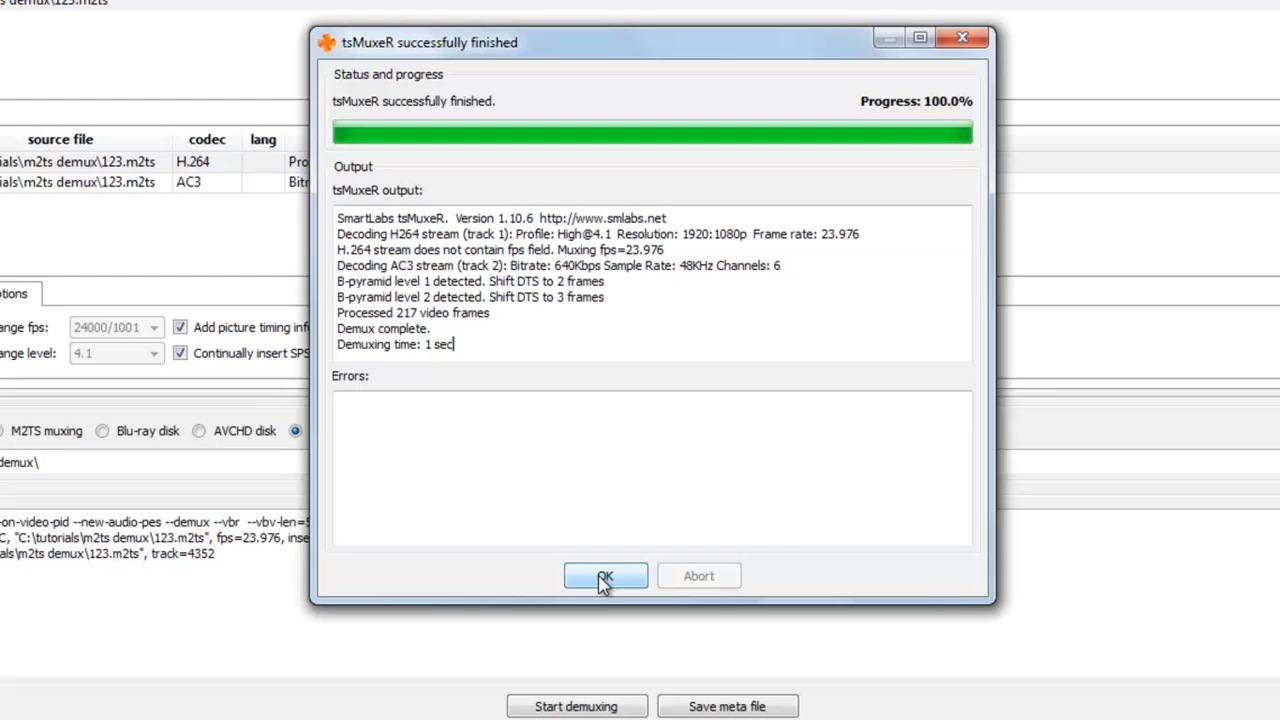 s demux\123.m2ts
tsMuxeR successfully finished
Status and progress
tsMuxeR successfully finished.
Progress: 100.0%
source file codec lang
ials\m2ts demux\123.m2ts H.264 Pro
ials\m2ts demux\123.m2ts AC3 Bitr
Output
tsMuxeR output:
SmartLabs tsMuxeR. Version 1.10.6 http://www.smlabs.net
Decoding H264 stream (track 1): Profile: High@4.1 Resolution: 1920:1080p Frame rate: 23.976
H.264 stream does not contain fps field. Muxing fps=23.976
Decoding AC3 stream (track 2): Bitrate: 640Kbps Sample Rate: 48KHz Channels: 6
B-pyramid level 1 detected. Shift DTS to 2 frames
B-pyramid level 2 detected. Shift DTS to 3 frames
Processed 217 video frames
Demux complete.
Demuxing time: 1 sec
ptions
ange fps: 24000/1001 Add picture timing info
ange level: 4.1 Continually insert SPS
Errors:
M2TS muxing Blu-ray disk AVCHD disk
demux\
-on-video-pid --new-audio-pes --demux --vbr --vbv-len=5
C, "C:\tutorials\m2ts demux\123.m2ts", fps=23.976, inse
als\m2ts demux\123.m2ts", track=4352
OK Abort
Start demuxing Save meta file